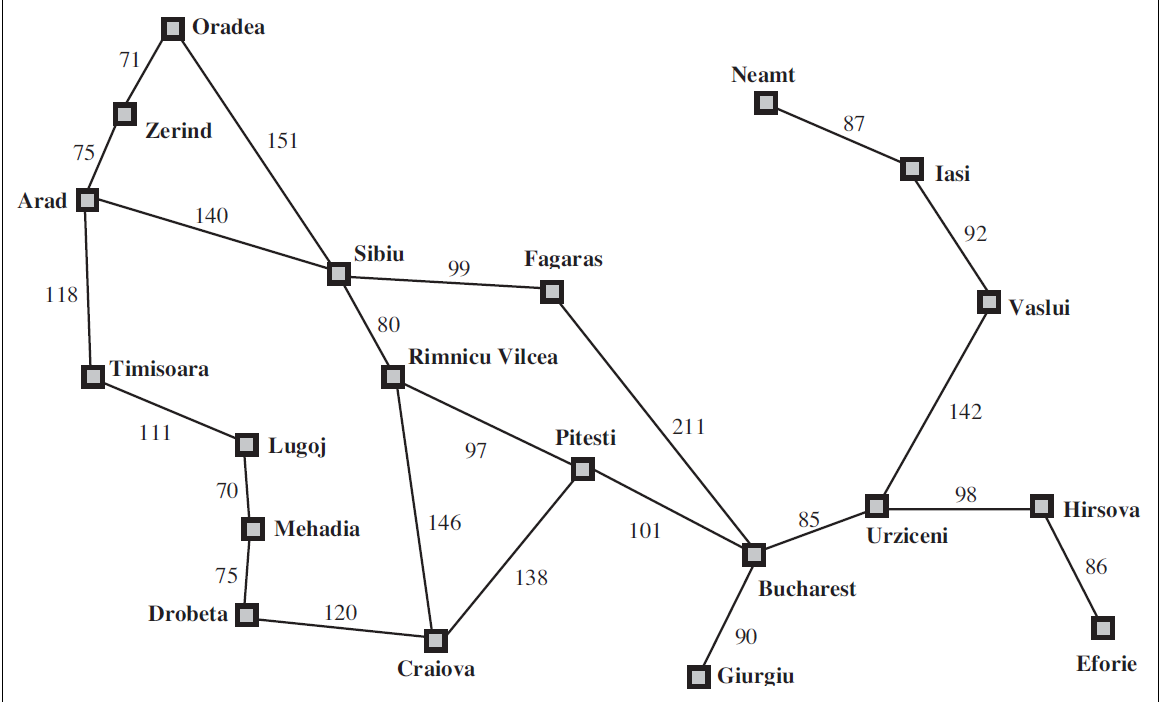 Oradea
71
Neamt
87
Zerind
151
75
Iasi
Arad
140
92
Sibiu
Fagaras
99
118
Vaslui
80
Rimnicu Vilcea
Timisoara
142
211
111
Pitesti
Lugoj
97
70
98
Hirsova
146
101
85
Mehadia
Urziceni
86
75
138
Bucharest
Drobeta
120
90
Craiova
Eforie
Giurgiu